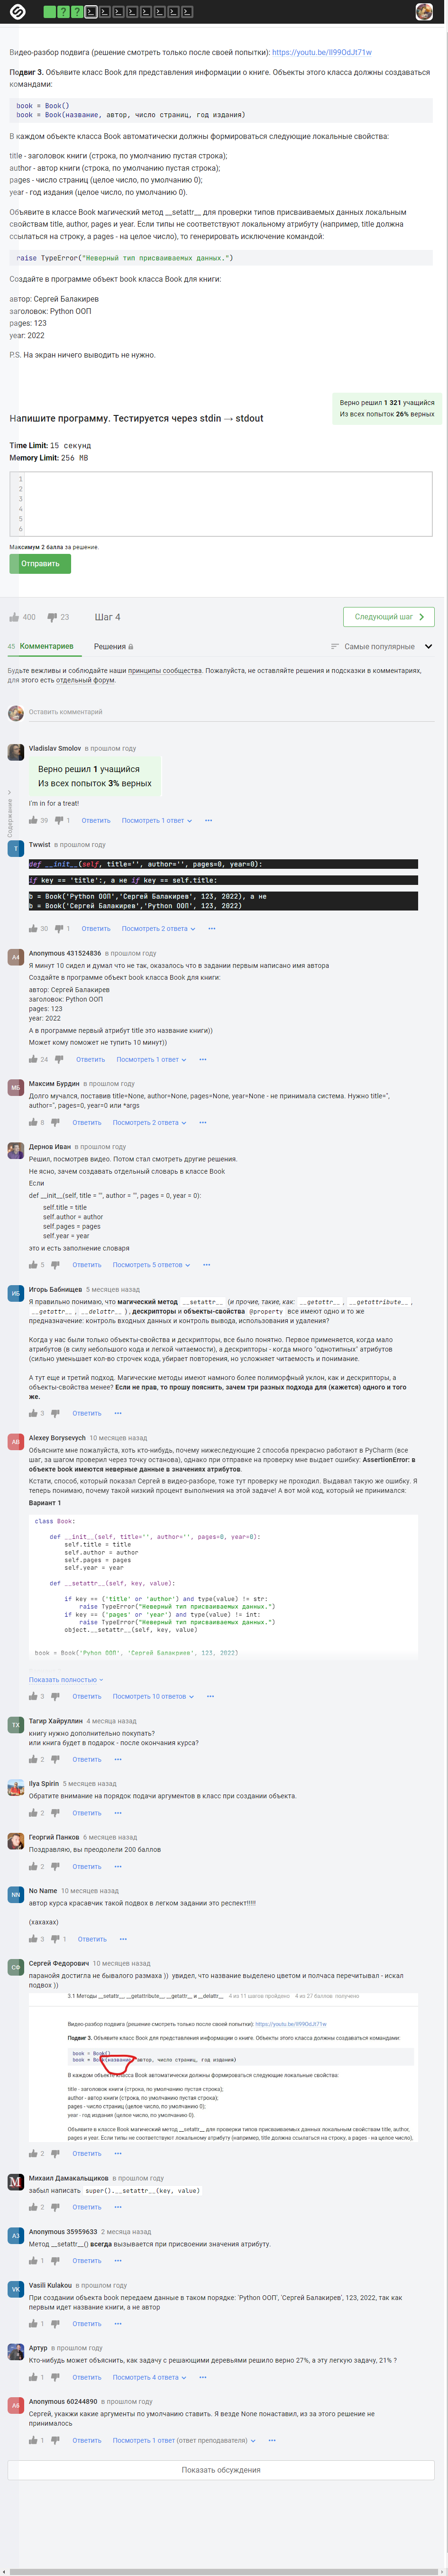 Видео-разбор подвига (решение смотреть только после своей попытки): https://youtu.be/Il99OdJt71w
Подвиг 3. Объявите класс Book для представления информации о книге. Объекты этого класса должны создаваться
командами:
book = Book()
book = Book(название, автор, число страниц, год издания)
В каждом объекте класса Book автоматически должны формироваться следующие локальные свойства:
title - заголовок книги (строка, по умолчанию пустая строка);
author - автор книги (строка, по умолчанию пустая строка);
pages - число страниц (целое число, по умолчанию 0);
year - год издания (целое число, по умолчанию 0).
Объявите в классе Book магический метод __setattr__ для проверки типов присваиваемых данных локальным
свойствам title, author, pages и year. Если типы не соответствуют локальному атрибуту (например, title должна
ссылаться на строку, а pages - на целое число), то генерировать исключение командой:
raise TypeError("Неверный тип присваиваемых данных.")
Создайте в программе объект book класса Book для книги:
автор: Сергей Балакирев
заголовок: Python ООП
pages: 123
year: 2022
P.S. На экран ничего выводить не нужно.
Верно решил 1 321 учащийся
Из всех попыток 26% верных
Напишите программу. Тестируется через stdin → stdout
Time Limit: 15 секунд
Memory Limit: 256 MB
1
2
3
4
5
6
Максимум 2 балла за решение.
Отправить
400 23 Шаг 4 Следующий шаг
45 Комментариев Решения Самые популярные
Будьте вежливы и соблюдайте наши принципы сообщества. Пожалуйста, не оставляйте решения и подсказки в комментариях,
для этого есть отдельный форум.
Оставить комментарий
Содержание
Vladislav Smolov в прошлом году
Верно решил 1 учащийся
Из всех попыток 3% верных
I'm in for a treat!
39 1 Ответить Посмотреть 1 ответ
T Twwist в прошлом году
def __init__(self, title='', author='', pages=0, year=0):
if key == 'title':, а не if key == self.title:
b = Book('Python ООП','Сергей Балакирев', 123, 2022), а не
b = Book('Сергей Балакирев','Python ООП', 123, 2022)
30 1 Ответить Посмотреть 2 ответа
A4 Anonymous 431524836 в прошлом году
Я минут 10 сидел и думал что не так, оказалось что в задании первым написано имя автора
Создайте в программе объект book класса Book для книги:
автор: Сергей Балакирев
заголовок: Python ООП
pages: 123
year: 2022
А в программе первый атрибут title это название книги))
Может кому поможет не тупить 10 минут))
24 Ответить Посмотреть 1 ответ
МБ Максим Бурдин в прошлом году
Долго мучался, поставив title=None, author=None, pages=None, year=None - не принимала система. Нужно title='',
author='', pages=0, year=0 или *args
8 Ответить Посмотреть 2 ответа
Дернов Иван в прошлом году
Решил, посмотрев видео. Потом стал смотреть другие решения.
Не ясно, зачем создавать отдельный словарь в классе Book
Если
def __init__(self, title = '', author = '', pages = 0, year = 0):
self.title = title
self.author = author
self.pages = pages
self.year = year
это и есть заполнение словаря
5 Ответить Посмотреть 5 ответов
ИБ Игорь Бабнищев 5 месяцев назад
Я правильно понимаю, что магический метод __setattr__ (и прочие, такие, как: __getattr__, __getattribute__,
__getattr__, __delattr__), дескрипторы и объекты-свойства @property все имеют одно и то же
предназначение: контроль входных данных и контроль вывода, использования и удаления?
Когда у нас были только объекты-свойства и дескрипторы, все было понятно. Первое применяется, когда мало
атрибутов (в силу небольшого кода и легкой читаемости), а дескрипторы - когда много "однотипных" атрибутов
(сильно уменьшает кол-во строчек кода, убирает повторения, но усложняет читаемость и понимание.
А тут еще и третий подход. Магические методы имеют намного более полиморфный уклон, как и дескрипторы, а
объекты-свойства менее? Если не прав, то прошу пояснить, зачем три разных подхода для (кажется) одного и того
же.
3 Ответить
AB Alexey Borysevych 10 месяцев назад
Объясните мне пожалуйста, хоть кто-нибудь, почему нижеследующие 2 способа прекрасно работают в PyCharm (все
шаг, за шагом проверил через точку останова), однако при отправке на проверку мне выдает ошибку: AssertionError: в
объекте book имеются неверные данные в значениях атрибутов.
Кстати, способ, который показал Сергей в видео-разборе, тоже тут проверку не проходил. Выдавал такую же ошибку. Я
теперь понимаю, почему такой низкий процент выполнения на этой задаче! А вот мой код, который не принимался:
Вариант 1
class Book:
def __init__(self, title='', author='', pages=0, year=0):
self.title = title
self.author = author
self.pages = pages
self.year = year
def __setattr__(self, key, value):
if key == ('title' or 'author') and type(value) != str:
raise TypeError("Неверный тип присваиваемых данных.")
if key == ('pages' or 'year') and type(value) != int:
raise TypeError("Неверный тип присваиваемых данных.")
object.__setattr__(self, key, value)
book = Book('Python ООП', 'Сергей Балакирев', 123, 2022)
Показать полностью
3 Ответить Посмотреть 10 ответов
ТХ Тагир Хайруллин 4 месяца назад
книгу нужно дополнительно покупать?
или книга будет в подарок - после окончания курса?
2 Ответить
Ilya Spirin 5 месяцев назад
Обратите внимание на порядок подачи аргументов в класс при создании объекта.
2 Ответить
Георгий Панков 6 месяцев назад
Поздравляю, вы преодолели 200 баллов
2 Ответить
NN No Name 10 месяцев назад
автор курса красавчик такой подвох в легком задании это респект!!!!!
(хахахах)
3 1 Ответить
СФ Сергей Федорович 10 месяцев назад
паранойя достигла не бывалого размаха )) увидел, что название выделено цветом и полчаса перечитывал - искал
подвох ))
3.1 Методы __setattr__, __getattribute__, __getattr__ и __delattr__ 4 из 11 шагов пройдено 4 из 27 баллов получено
Видео-разбор подвига (решение смотреть только после своей попытки): https://youtu.be/Il99OdJt71w
Подвиг 3. Объявите класс Book для представления информации о книге. Объекты этого класса должны создаваться командами:
book = Book()
book = Book(название, автор, число страниц, год издания)
В каждом объекте класса Book автоматически должны формироваться следующие локальные свойства:
title - заголовок книги (строка, по умолчанию пустая строка);
author - автор книги (строка, по умолчанию пустая строка);
pages - число страниц (целое число, по умолчанию 0);
year - год издания (целое число, по умолчанию 0).
Объявите в классе Book магический метод __setattr__ для проверки типов присваиваемых данных локальным свойствам title, author,
pages и year. Если типы не соответствуют локальному атрибуту (например, title должна ссылаться на строку, а pages - на целое число),
2 Ответить
M Михаил Дамакальщиков в прошлом году
забыл написать super().__setattr__(key, value)
2 Ответить
A3 Anonymous 35959633 2 месяца назад
Метод __setattr__() всегда вызывается при присвоении значения атрибуту.
1 Ответить
VK Vasili Kulakou в прошлом году
При создании объекта book передаем данные в таком порядке: 'Python ООП', 'Сергей Балакирев', 123, 2022, так как
первым идет название книги, а не автор
1 Ответить
Артур в прошлом году
Кто-нибудь может объяснить, как задачу с решающими деревьями решило верно 27%, а эту легкую задачу, 21% ?
1 Ответить Посмотреть 4 ответа
A6 Anonymous 60244890 в прошлом году
Сергей, укажжи какие аргументы по умолчанию ставить. Я везде None понаставил, из за этого решение не
принималось
1 Ответить Посмотреть 1 ответ (ответ преподавателя)
Показать обсуждения